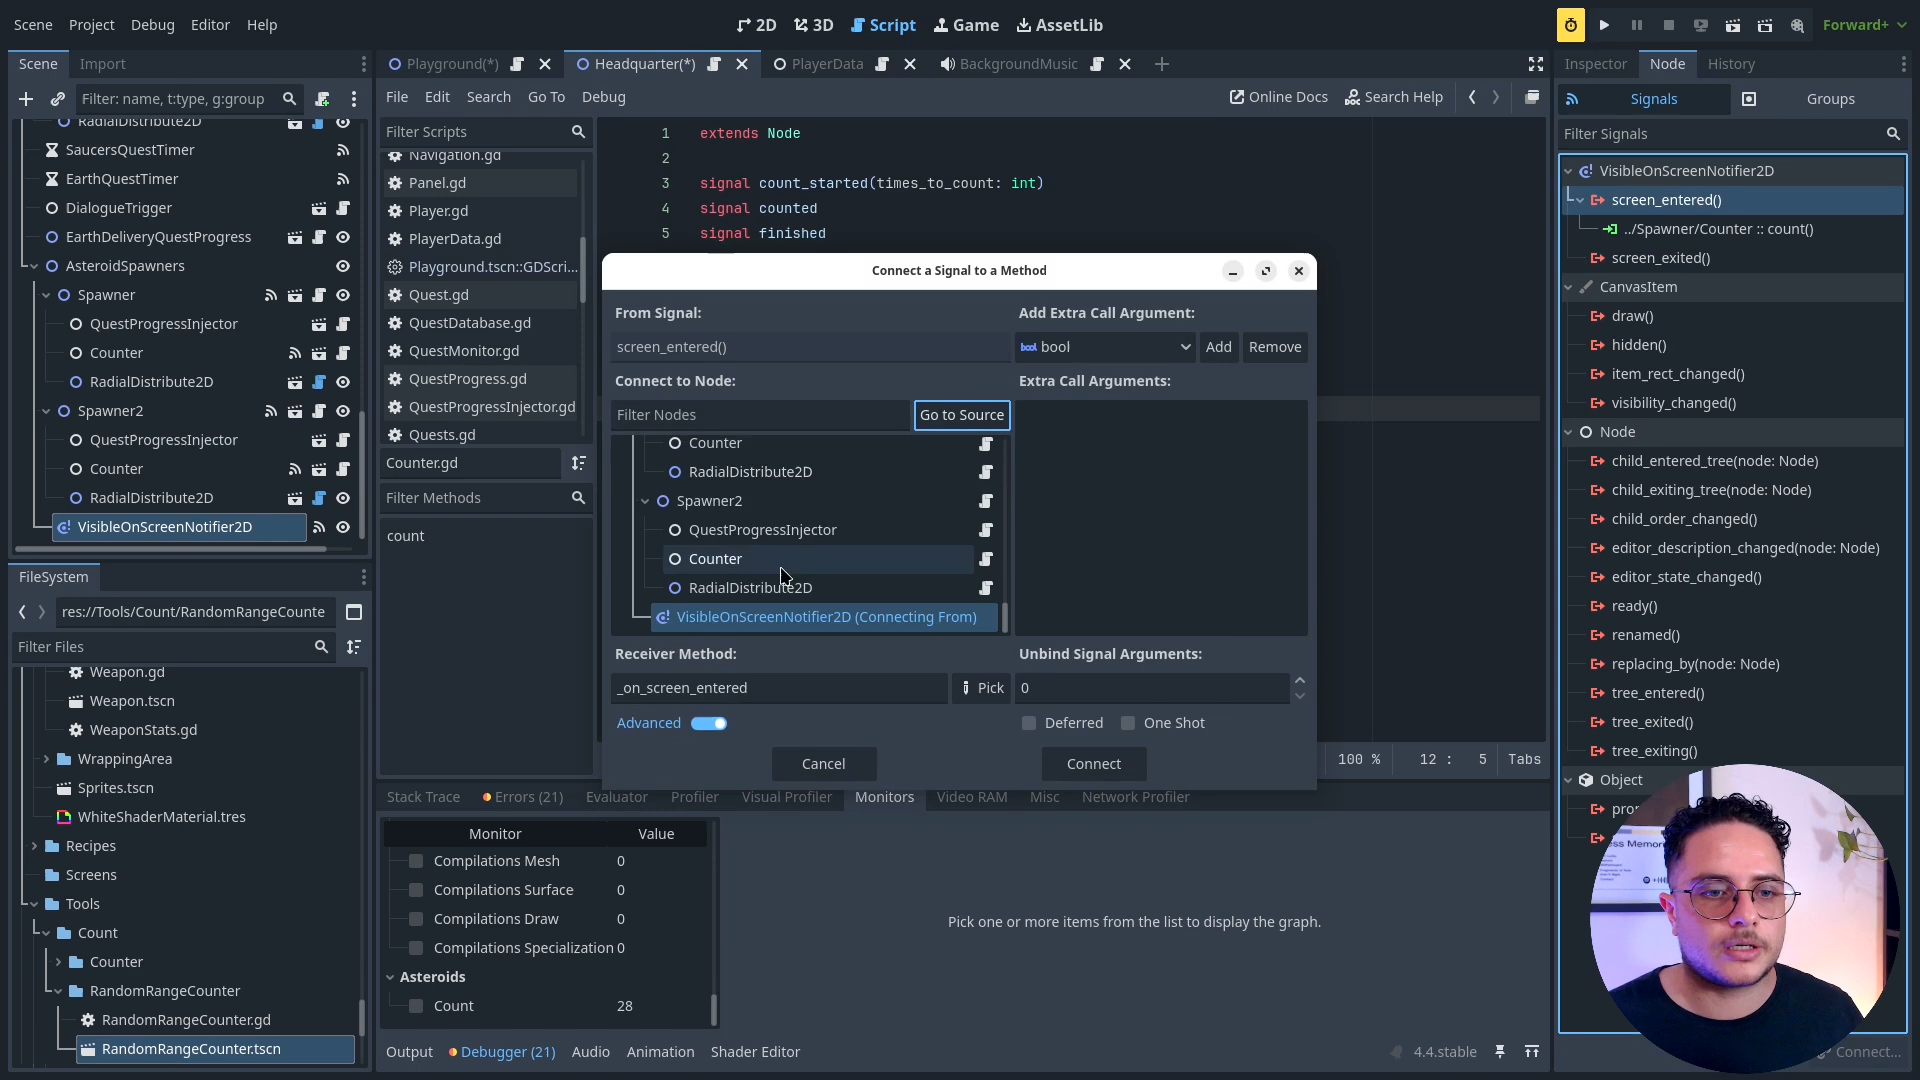 Scene Project Debug Editor Help
2D 3D Script Game AssetLib
Forward+
Scene Import
Filter: name, t:type, g:group
RadialDistribute2D
SaucersQuestTimer
EarthQuestTimer
DialogueTrigger
EarthDeliveryQuestProgress
AsteroidSpawners
Spawner
QuestProgressInjector
Counter
RadialDistribute2D
Spawner2
QuestProgressInjector
Counter
RadialDistribute2D
VisibleOnScreenNotifier2D
FileSystem
res://Tools/Count/RandomRangeCounte
Filter Files
Weapon.gd
Weapon.tscn
WeaponStats.gd
WrappingArea
Sprites.tscn
WhiteShaderMaterial.tres
Recipes
Screens
Tools
Count
Counter
RandomRangeCounter
RandomRangeCounter.gd
RandomRangeCounter.tscn
Playground(*) Headquarter(*) PlayerData BackgroundMusic
File Edit Search Go To Debug
Online Docs Search Help
Filter Scripts
Navigation.gd
Panel.gd
Player.gd
PlayerData.gd
Playground.tscn::GDScri...
Quest.gd
QuestDatabase.gd
QuestMonitor.gd
QuestProgress.gd
QuestProgressInjector.gd
Quests.gd
Counter.gd
Filter Methods
count
1 extends Node
2
3 signal count_started(times_to_count: int)
4 signal counted
5 signal finished
Connect a Signal to a Method
From Signal:
screen_entered()
Connect to Node:
Filter Nodes Go to Source
Counter
RadialDistribute2D
Spawner2
QuestProgressInjector
Counter
RadialDistribute2D
VisibleOnScreenNotifier2D (Connecting From)
Receiver Method:
_on_screen_entered Pick
Advanced
Add Extra Call Argument:
bool bool Add Remove
Extra Call Arguments:
Unbind Signal Arguments:
0
Deferred One Shot
Cancel Connect
100 % 12 : 5 Tabs
Stack Trace Errors (21) Evaluator Profiler Visual Profiler Monitors Video RAM Misc Network Profiler
Monitor Value
Compilations Mesh 0
Compilations Surface 0
Compilations Draw 0
Compilations Specialization 0
Asteroids
Count 28
Pick one or more items from the list to display the graph.
Output Debugger (21) Audio Animation Shader Editor
4.4.stable
Inspector Node History
Signals Groups
Filter Signals
VisibleOnScreenNotifier2D
screen_entered()
../Spawner/Counter :: count()
screen_exited()
CanvasItem
draw()
hidden()
item_rect_changed()
visibility_changed()
Node
child_entered_tree(node: Node)
child_exiting_tree(node: Node)
child_order_changed()
editor_description_changed(node: Node)
editor_state_changed()
ready()
renamed()
replacing_by(node: Node)
tree_entered()
tree_exited()
tree_exiting()
Object
Connect...